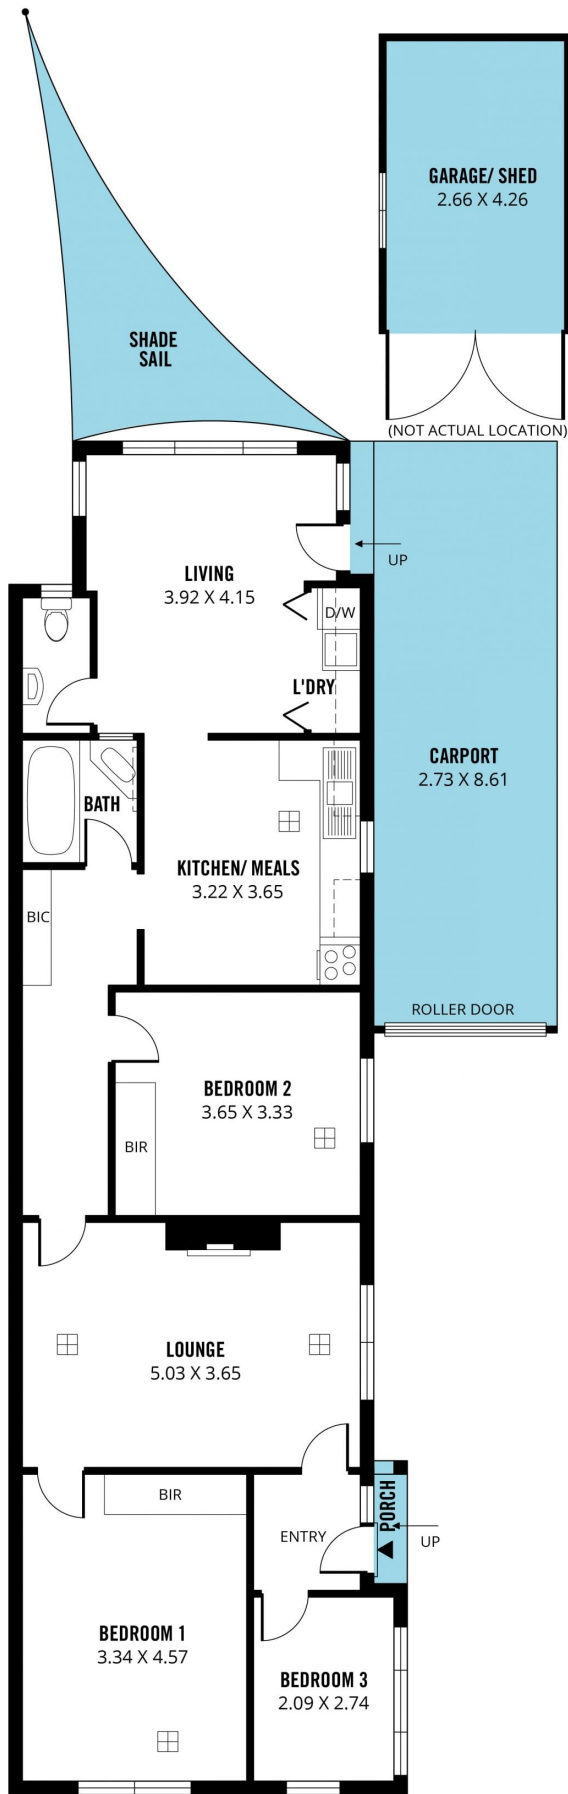 GARAGE/ SHED
2.66 X 4.26
SHADE
SAIL
(NOT ACTUAL LOCATION)
UP
LIVING
3.92 X 4.15
D/W
L'DRY
CARPORT
2.73 X 8.61
BATH
KITCHEN/ MEALS
3.22 X 3.65
BIC
ROLLER DOOR
BEDROOM 2
3.65 X 3.33
BIR
LOUNGE
5.03 X 3.65
BIR
PORCH
ENTRY
UP
BEDROOM 1
3.34 X 4.57
BEDROOM 3
2.09 X 2.74